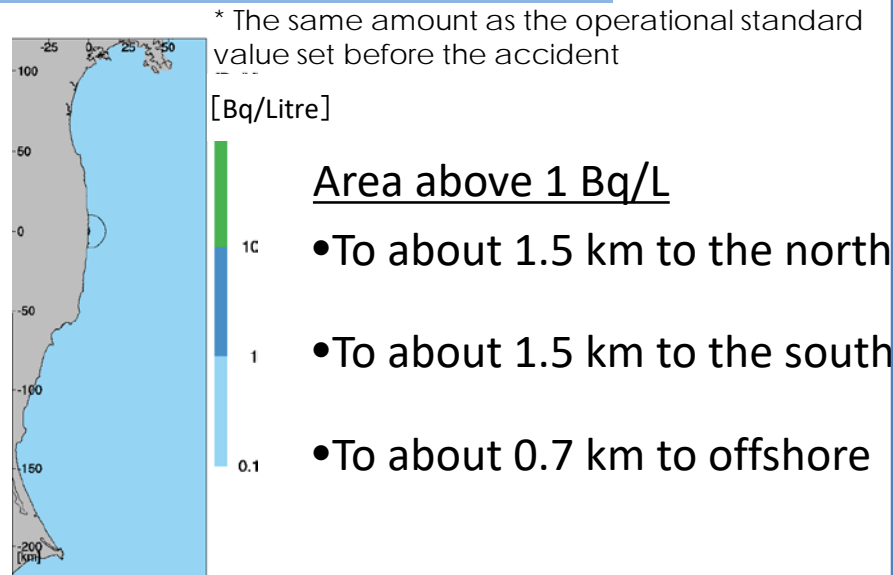 * The same amount as the operational standard
value set before the accident
-25 0 25 50
100
50
0
-50
-100
-150
-200
[km]
[Bq/Litre]
10
1
0.1
Area above 1 Bq/L
•To about 1.5 km to the north
•To about 1.5 km to the south
•To about 0.7 km to offshore